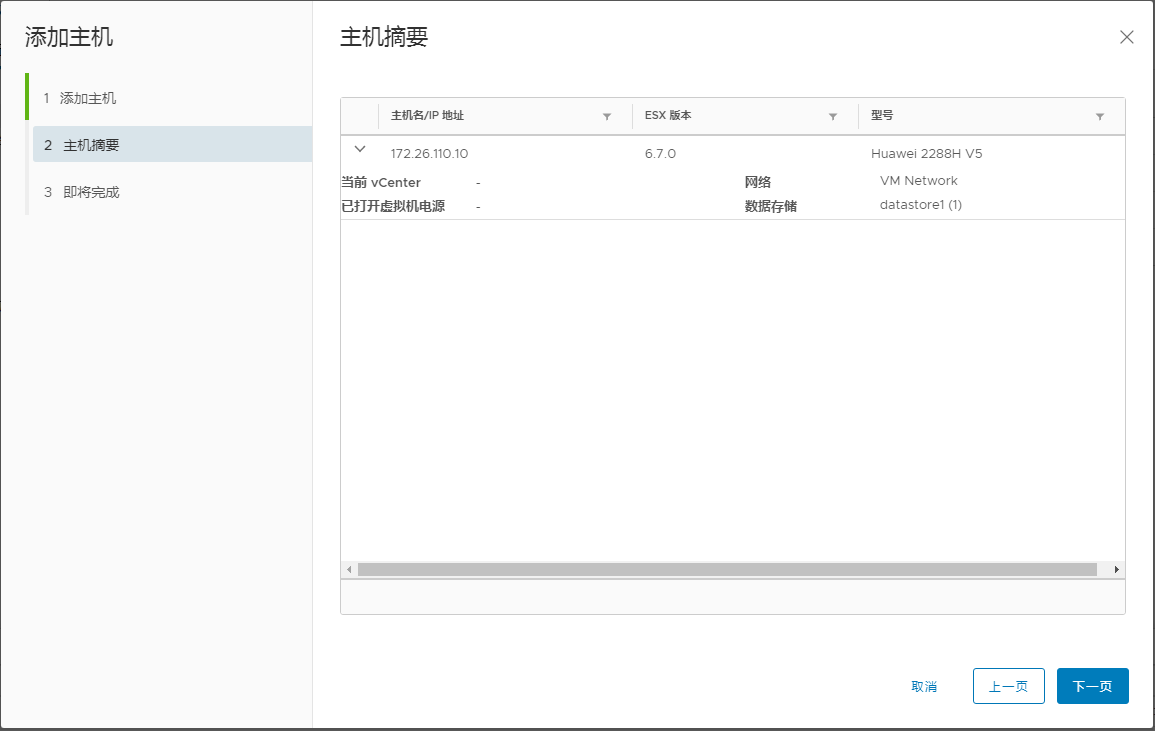 添加主机
1 添加主机
2 主机摘要
3 即将完成
主机摘要
主机名/IP 地址 ESX 版本 型号
172.26.110.10 6.7.0 Huawei 2288H V5
当前 vCenter - 网络 VM Network
已打开虚拟机电源 - 数据存储 datastore1 (1)
取消 上一页 下一页